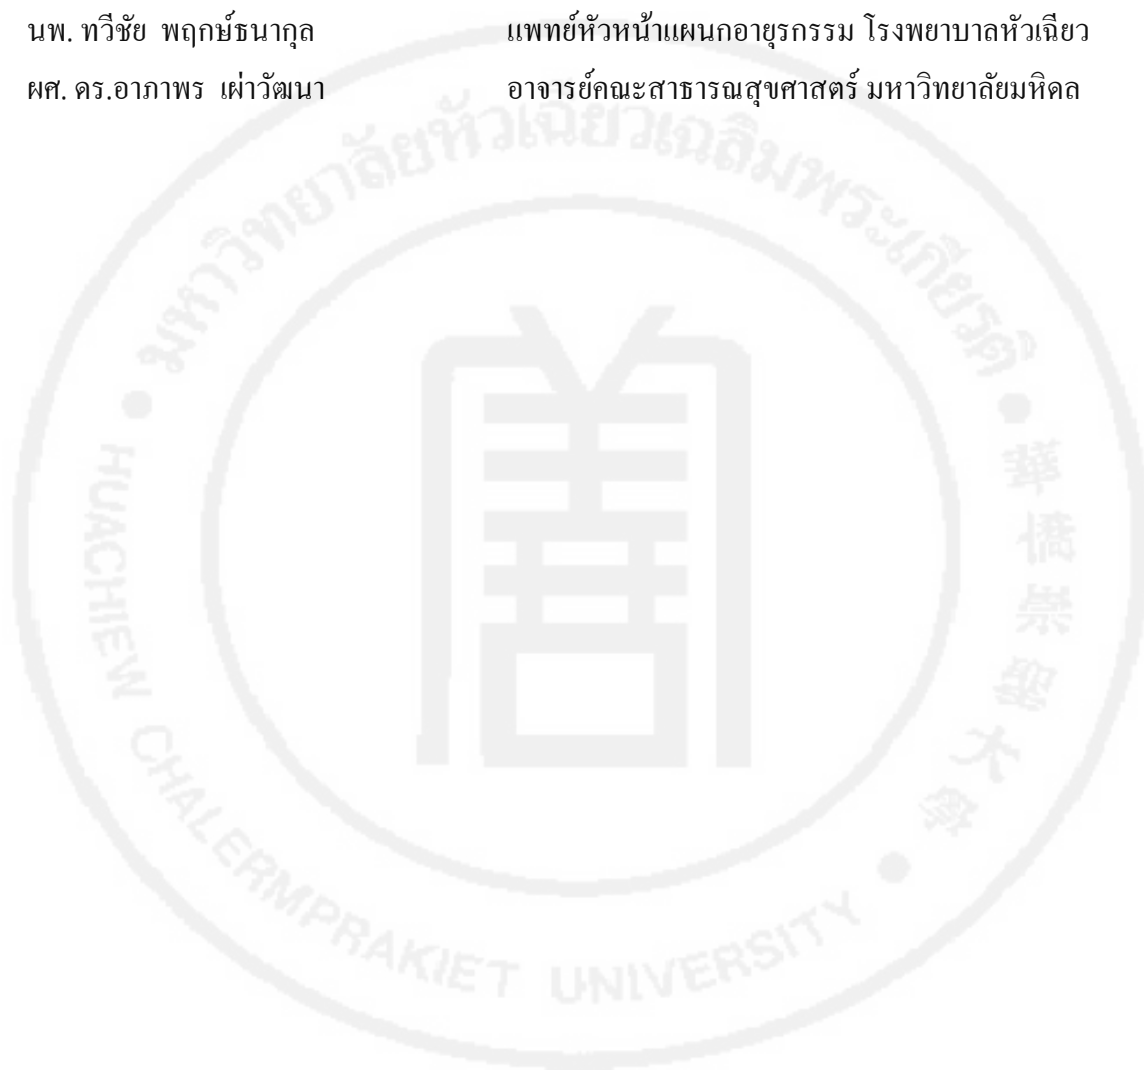 นพ. ทวีชัย พฤกษ์ธนากุล แพทย์หัวหน้าแผนกอายุรกรรม โรงพยาบาลหัวเฉียว
ผศ. ดร.อาภาพร เผ่าวัฒนา อาจารย์คณะสาธารณสุขศาสตร์ มหาวิทยาลัยมหิดล
มหาวิทยาลัยหัวเฉียวเฉลิมพระเกียรติ
華僑崇聖大學
HUACHIEW CHALERMPRAKIET UNIVERSITY